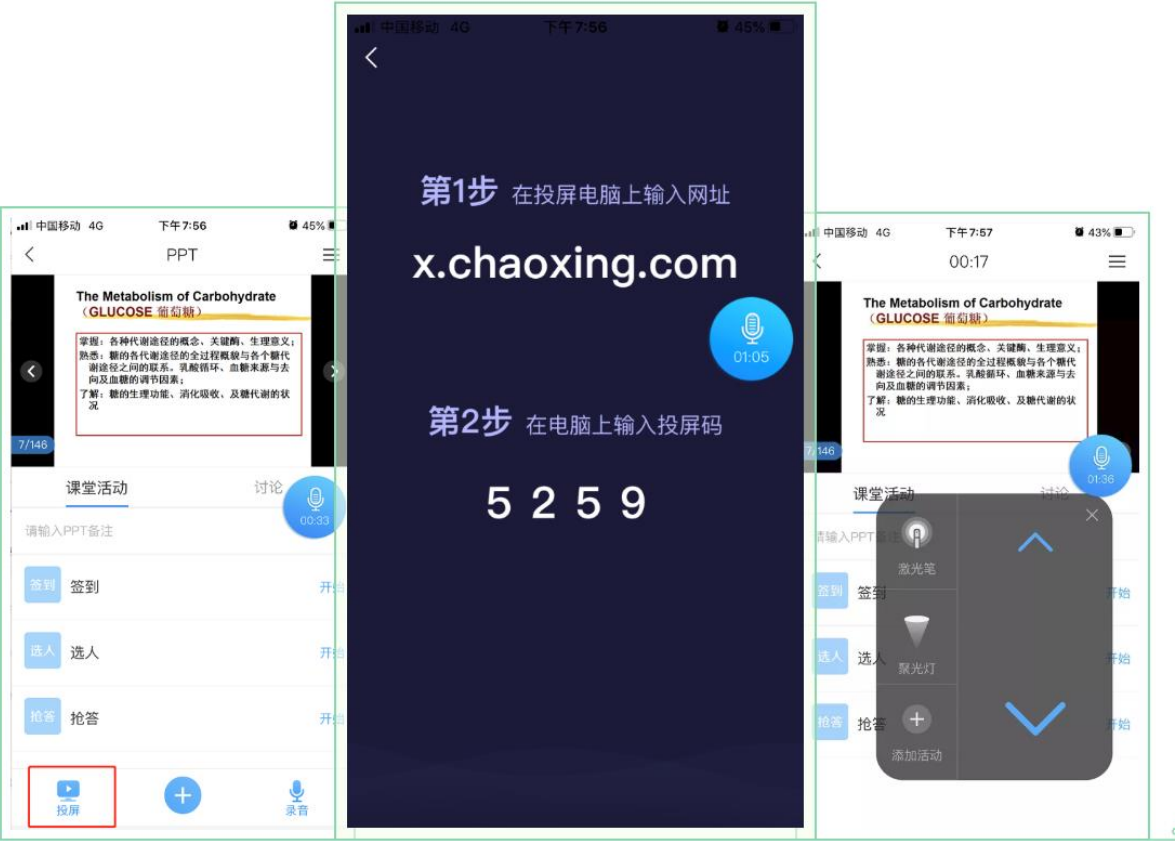 中国移动 4G 下午7:56 45%
PPT
The Metabolism of Carbohydrate
（GLUCOSE 葡萄糖）
掌握：各种代谢途径的概念、关键酶、生理意义；
熟悉：糖的各代谢途径的全过程概貌与各个糖代
谢途径之间的联系。乳酸循环、血糖来源与去
向及血糖的调节因素；
了解：糖的生理功能、消化吸收、及糖代谢的状
况
7/146
课堂活动 讨论
00:33
请输入PPT备注
签到 签到 开始
选人 选人 开始
抢答 抢答 开始
投屏 录音
中国移动 4G 下午7:56 45%
第1步 在投屏电脑上输入网址
x.chaoxing.com
01:05
第2步 在电脑上输入投屏码
5 2 5 9
中国移动 4G 下午7:57 43%
00:17
The Metabolism of Carbohydrate
（GLUCOSE 葡萄糖）
掌握：各种代谢途径的概念、关键酶、生理意义；
熟悉：糖的各代谢途径的全过程概貌与各个糖代
谢途径之间的联系。乳酸循环、血糖来源与去
向及血糖的调节因素；
了解：糖的生理功能、消化吸收、及糖代谢的状
况
7/146
01:36
课堂活动 讨论
请输入PPT备
激光笔
签到 签到 开始
选人 选人 开始
聚光灯
抢答 抢答 开始
添加活动